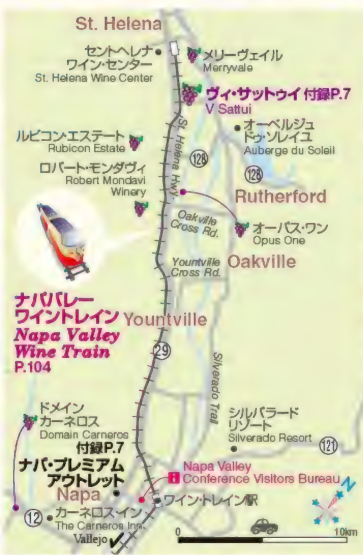 St. Helena
セントヘレナ
ワイン・センター
St. Helena Wine Center
メリーヴェイル
Merryvale
ヴィ・サットゥイ 付録P.7
V Sattui
ルビコン・エステート
Rubicon Estate
St. Helena Hwy.
128
オーベルジュ
ドゥ・ソレイユ
Auberge du Soleil
128
ロバート・モンダヴィ
Robert Mondavi
Winery
Rutherford
Oakville
Cross Rd.
オーパス・ワン
Opus One
Yountville
Cross Rd.
Oakville
ナパバレー
ワイントレイン
Napa Valley
Wine Train
P.104
Yountville
29
Silverado Trail
ドメイン
カーネロス
Domain Carneros
付録P.7
ナパ・プレミアム
アウトレット
シルバラード
リゾート
Silverado Resort
121
Napa
Napa Valley
Conference Visitors Bureau
ワイン・トレイン駅
12
カーネロス・イン
The Carneros Inn
Vallejo
N
0
10km